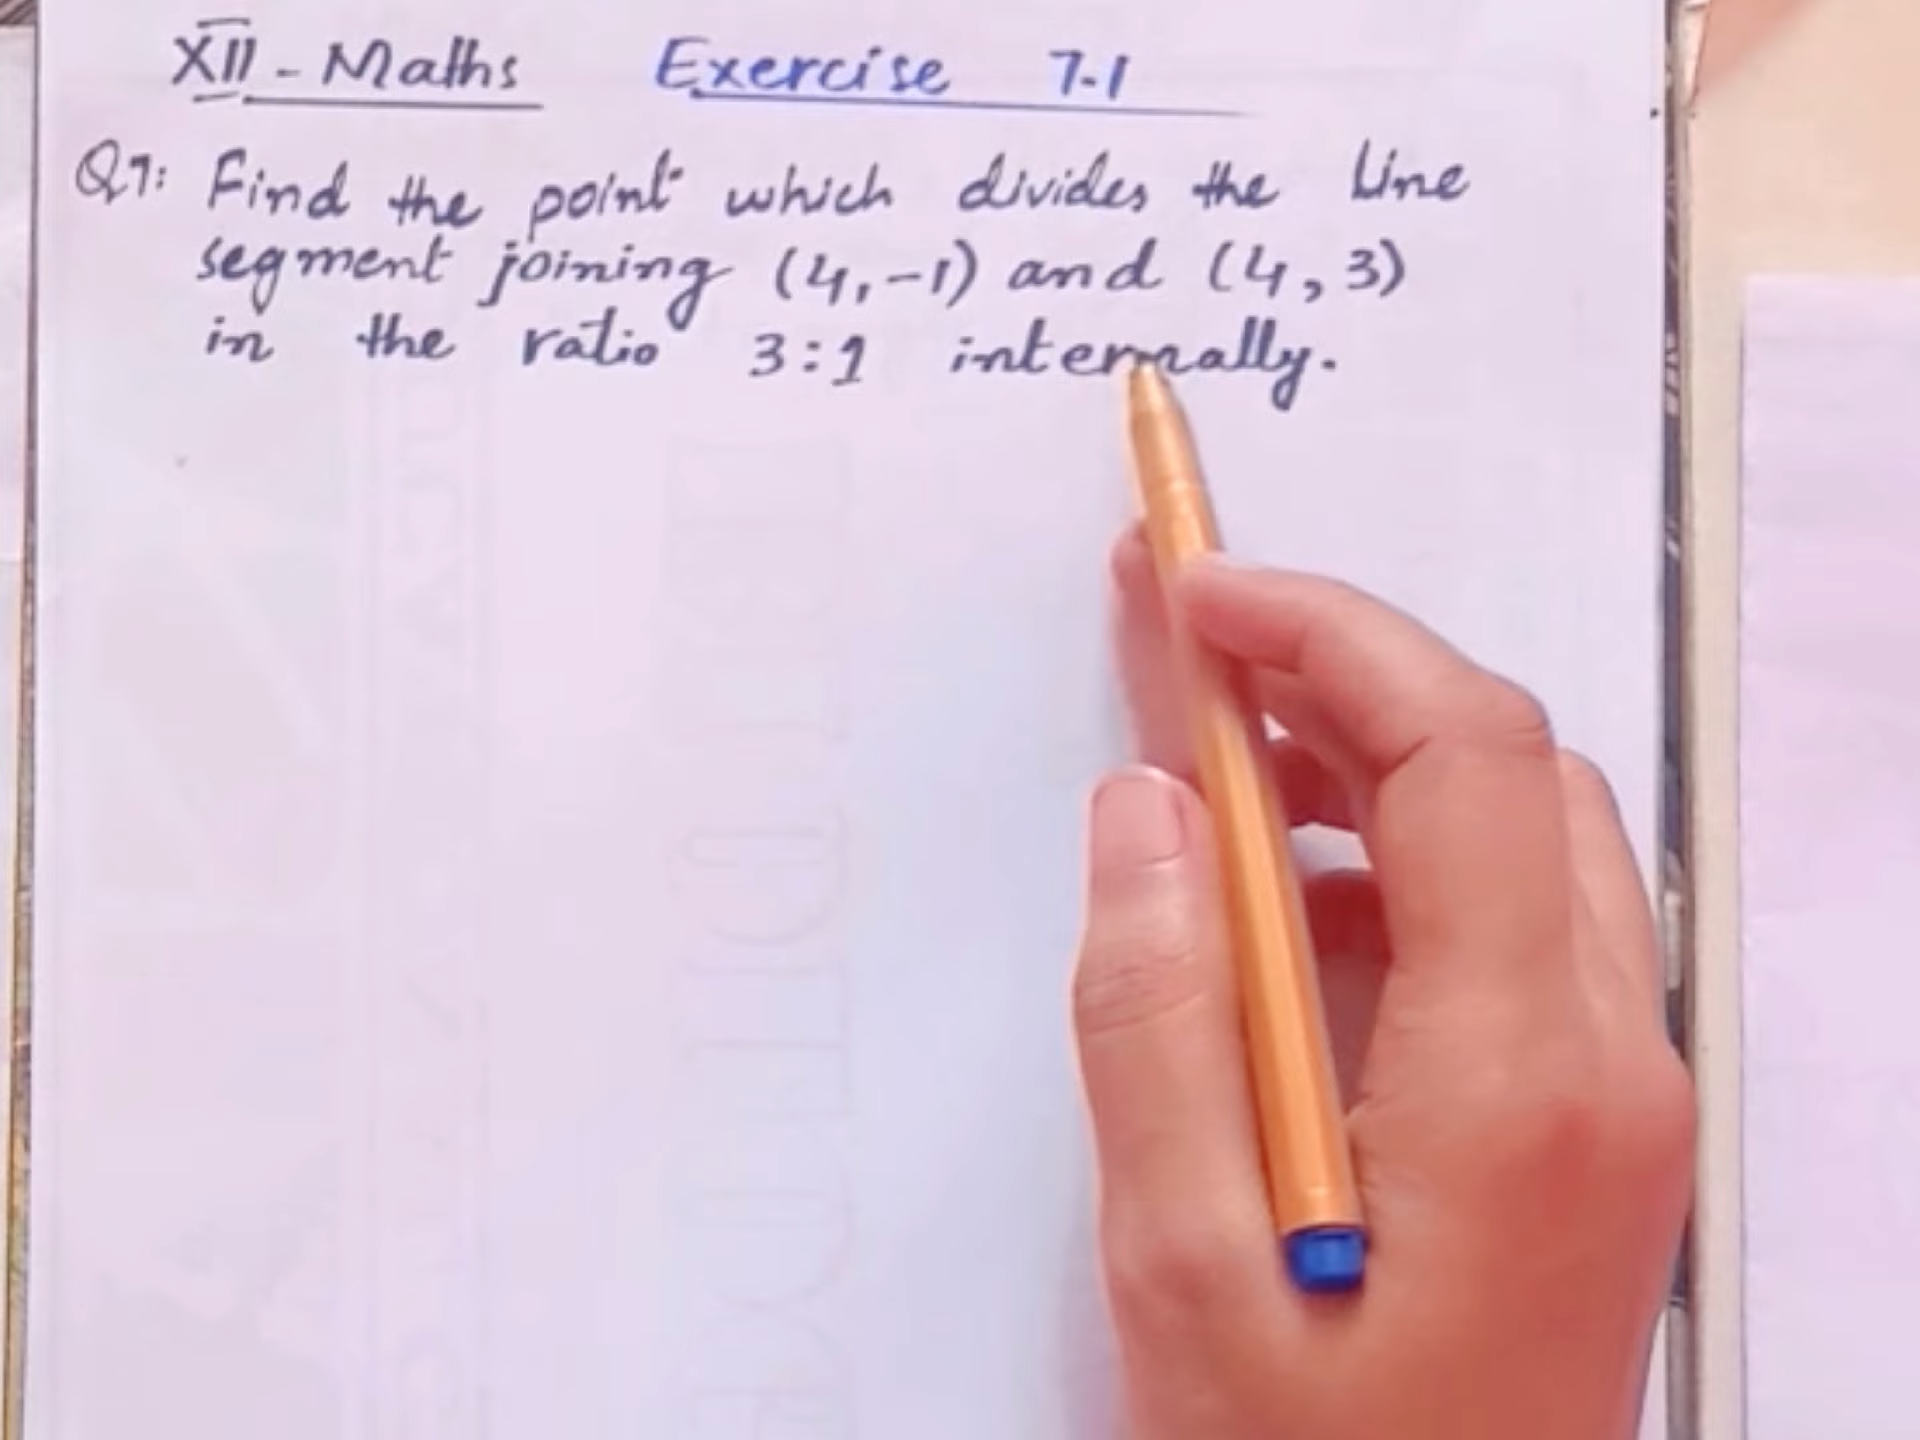 XII - Maths Exercise 7.1
Q7: Find the point which divides the line
segment joining (4,-1) and (4,3)
in the ratio 3:1 internally.